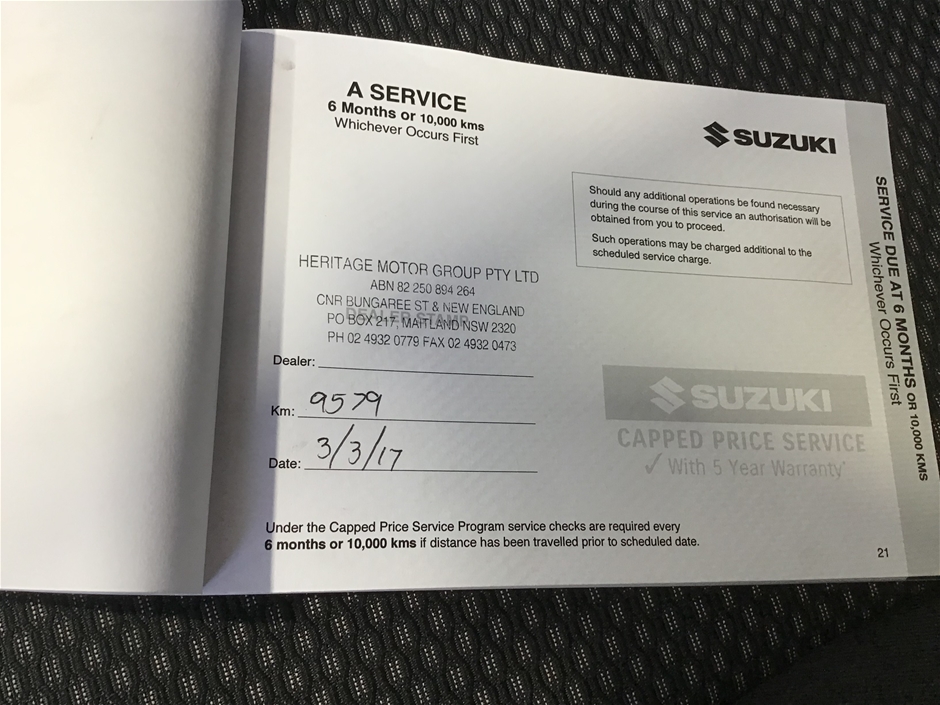 A SERVICE
6 Months or 10,000 kms
Whichever Occurs First
SUZUKI
Should any additional operations be found necessary
during the course of this service an authorisation will be
obtained from you to proceed.
Such operations may be charged additional to the
scheduled service charge.
HERITAGE MOTOR GROUP PTY LTD
ABN 82 250 894 264
CNR BUNGAREE ST & NEW ENGLAND
DEALER STAMP
PO BOX 217, MAITLAND NSW 2320
PH 02 4932 0779 FAX 02 4932 0473
Dealer:
Km: 9579
Date: 3/3/17
SUZUKI
CAPPED PRICE SERVICE
✓ With 5 Year Warranty*
Under the Capped Price Service Program service checks are required every
6 months or 10,000 kms if distance has been travelled prior to scheduled date.
21
SERVICE DUE AT 6 MONTHS OR 10,000 KMS
Whichever Occurs First